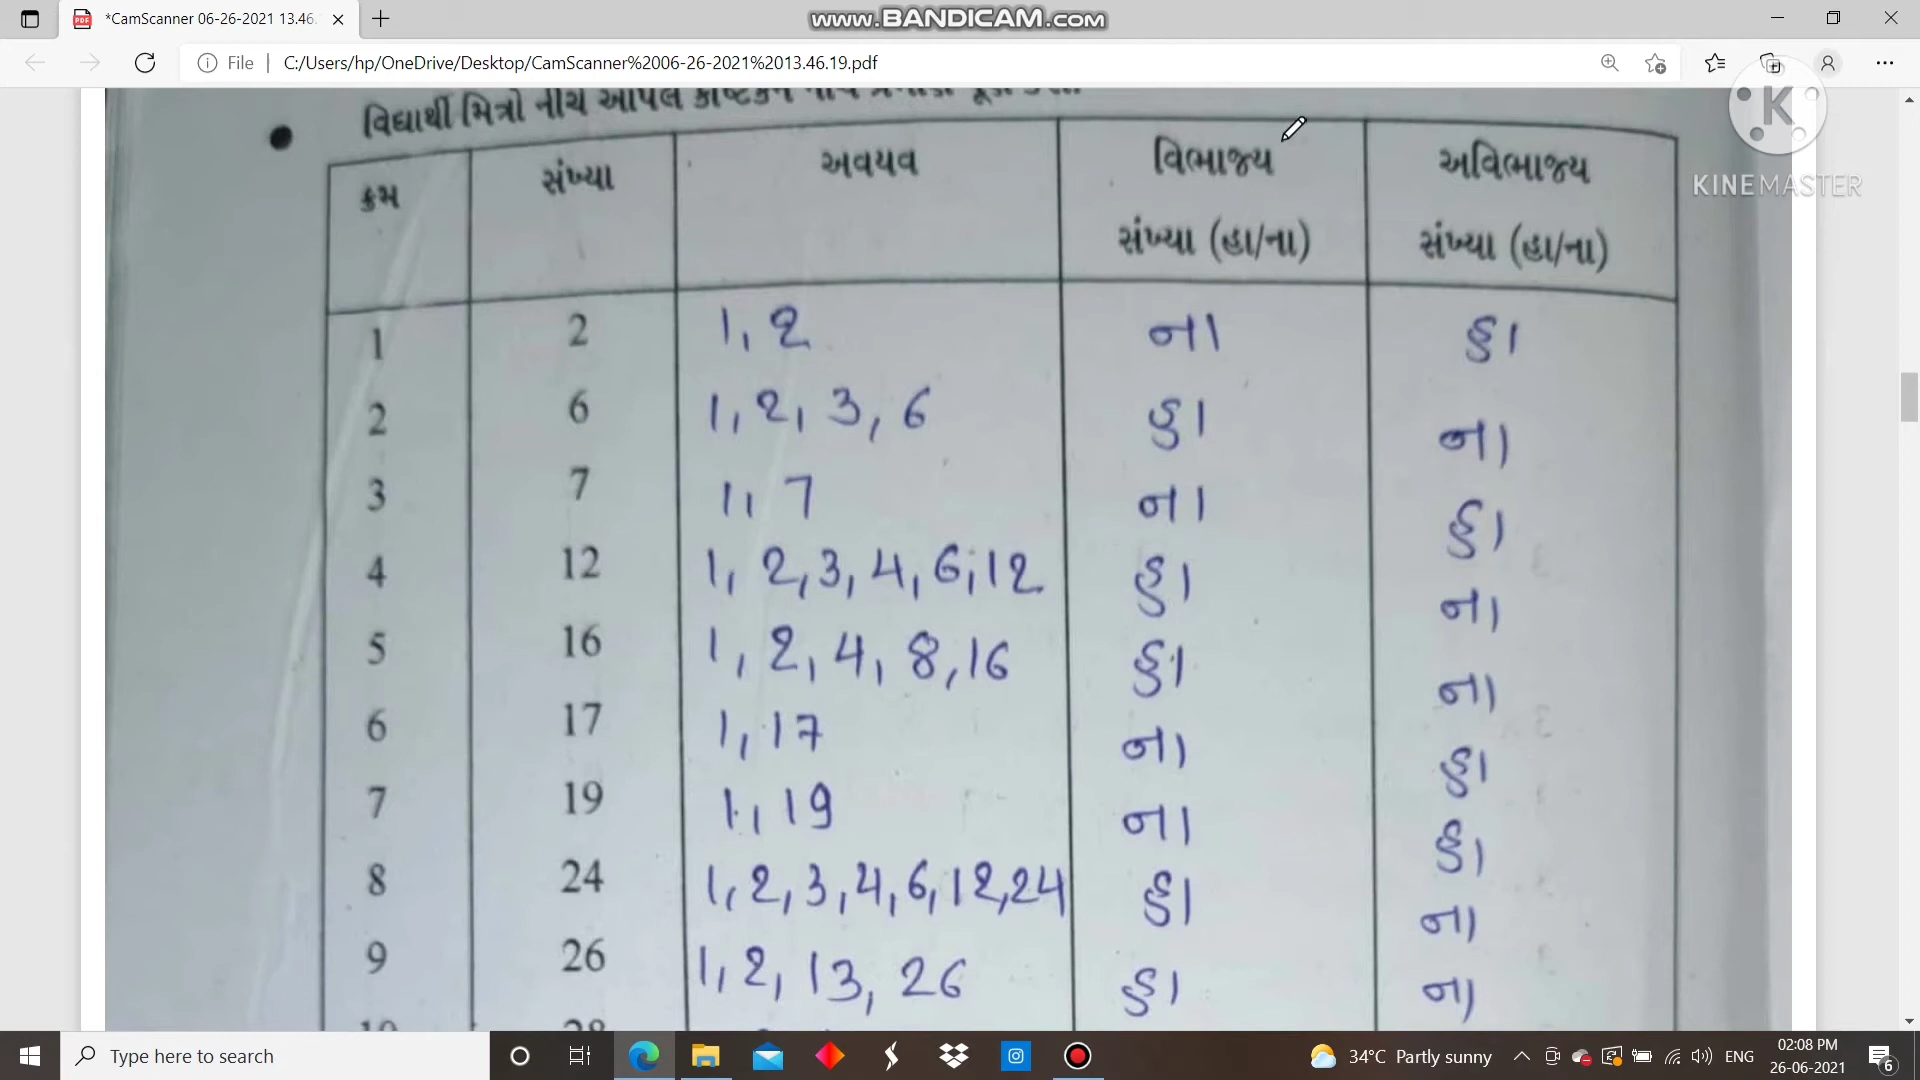 *CamScanner 06-26-2021 13.46.
www.BANDICAM.com
File
C:/Users/hp/OneDrive/Desktop/CamScanner%2006-26-2021%2013.46.19.pdf
K
KINEMASTER
વિદ્યાર્થી મિત્રો
ક્રમ સંખ્યા અવયવ વિભાજ્ય સંખ્યા (હા/ના) અવિભાજ્ય સંખ્યા (હા/ના)
1 2 1, 2 ના હા
2 6 1, 2, 3, 6 હા ના
3 7 1, 7 ના હા
4 12 1, 2, 3, 4, 6, 12 હા ના
5 16 1, 2, 4, 8, 16 હા ના
6 17 1, 17 ના હા
7 19 1, 19 ના હા
8 24 1, 2, 3, 4, 6, 12, 24 હા ના
9 26 1, 2, 13, 26 હા ના
Type here to search
34°C Partly sunny
ENG
02:08 PM
26-06-2021
6